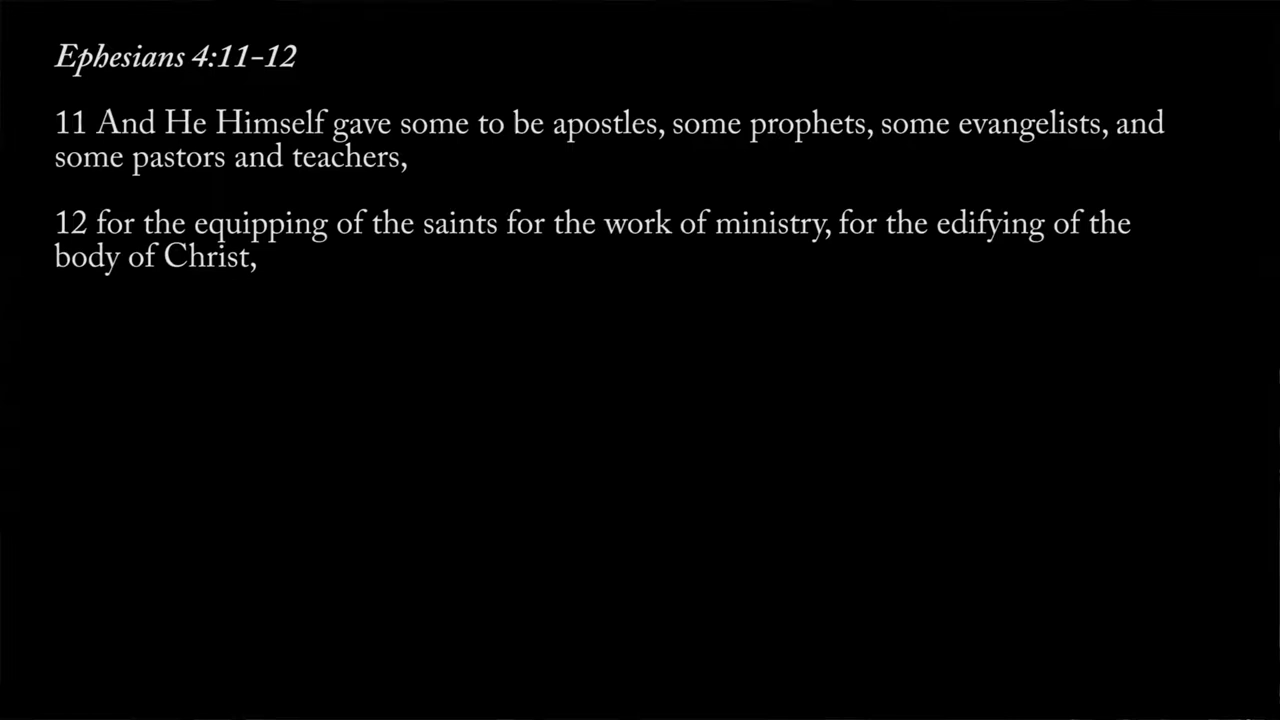 Ephesians 4:11-12
11 And He Himself gave some to be apostles, some prophets, some evangelists, and
some pastors and teachers,
12 for the equipping of the saints for the work of ministry, for the edifying of the
body of Christ,